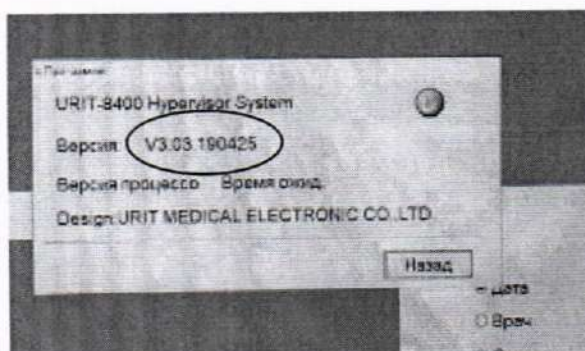 URIT-8400 Hypervisor System
Версия: V3.03.190425
Версия процессо Время ожид.
Design:URIT MEDICAL ELECTRONIC CO.,LTD.
Назад
Дата
Врач